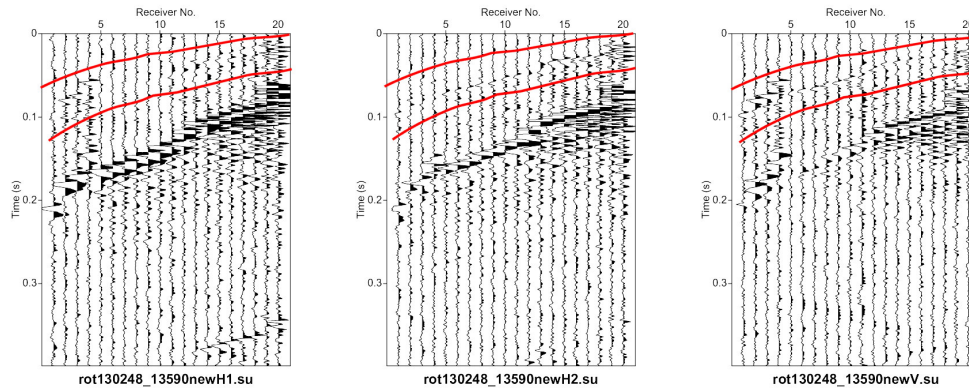 Receiver No.
5 10 15 20
0
0.1
0.2
0.3
Time (s)
rot130248_13590newH1.su
Receiver No.
5 10 15 20
0
0.1
0.2
0.3
Time (s)
rot130248_13590newH2.su
Receiver No.
5 10 15 20
0
0.1
0.2
0.3
Time (s)
rot130248_13590newV.su